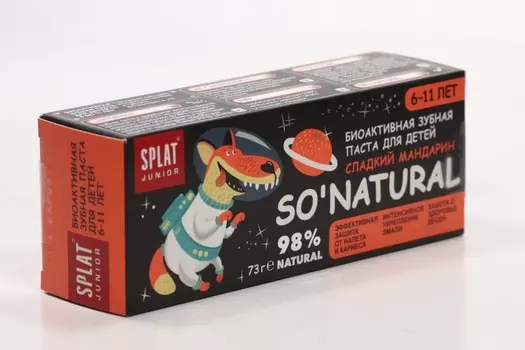 6-11 ЛЕТ
БИОАКТИВНАЯ ЗУБНАЯ
ПАСТА ДЛЯ ДЕТЕЙ
СЛАДКИЙ МАНДАРИН
SPLAT
JUNIOR
SO'NATURAL
98%
NATURAL
73г℮
ЭФФЕКТИВНАЯ
ЗАЩИТА
ОТ НАЛЕТА
И КАРИЕСА
ИНТЕНСИВНОЕ
УКРЕПЛЕНИЕ
ЭМАЛИ
ЗАБОТА О
ЗДОРОВЬЕ
ДЕСЕН
SPLAT
JUNIOR
БИОАКТИВНАЯ
ЗУБНАЯ ПАСТА
ДЛЯ ДЕТЕЙ
6-11 ЛЕТ